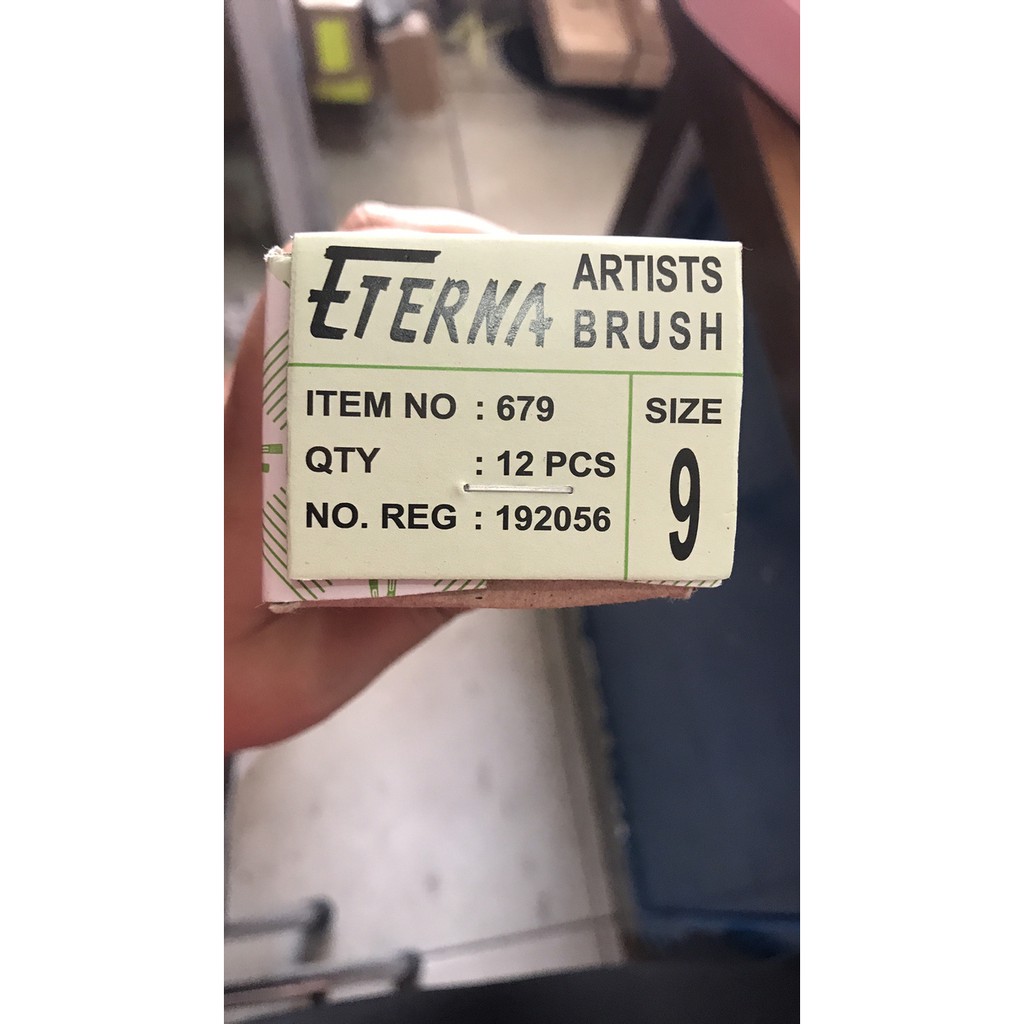 ETERNA ARTISTS
BRUSH
ITEM NO : 679
QTY : 12 PCS
NO. REG : 192056
SIZE
9